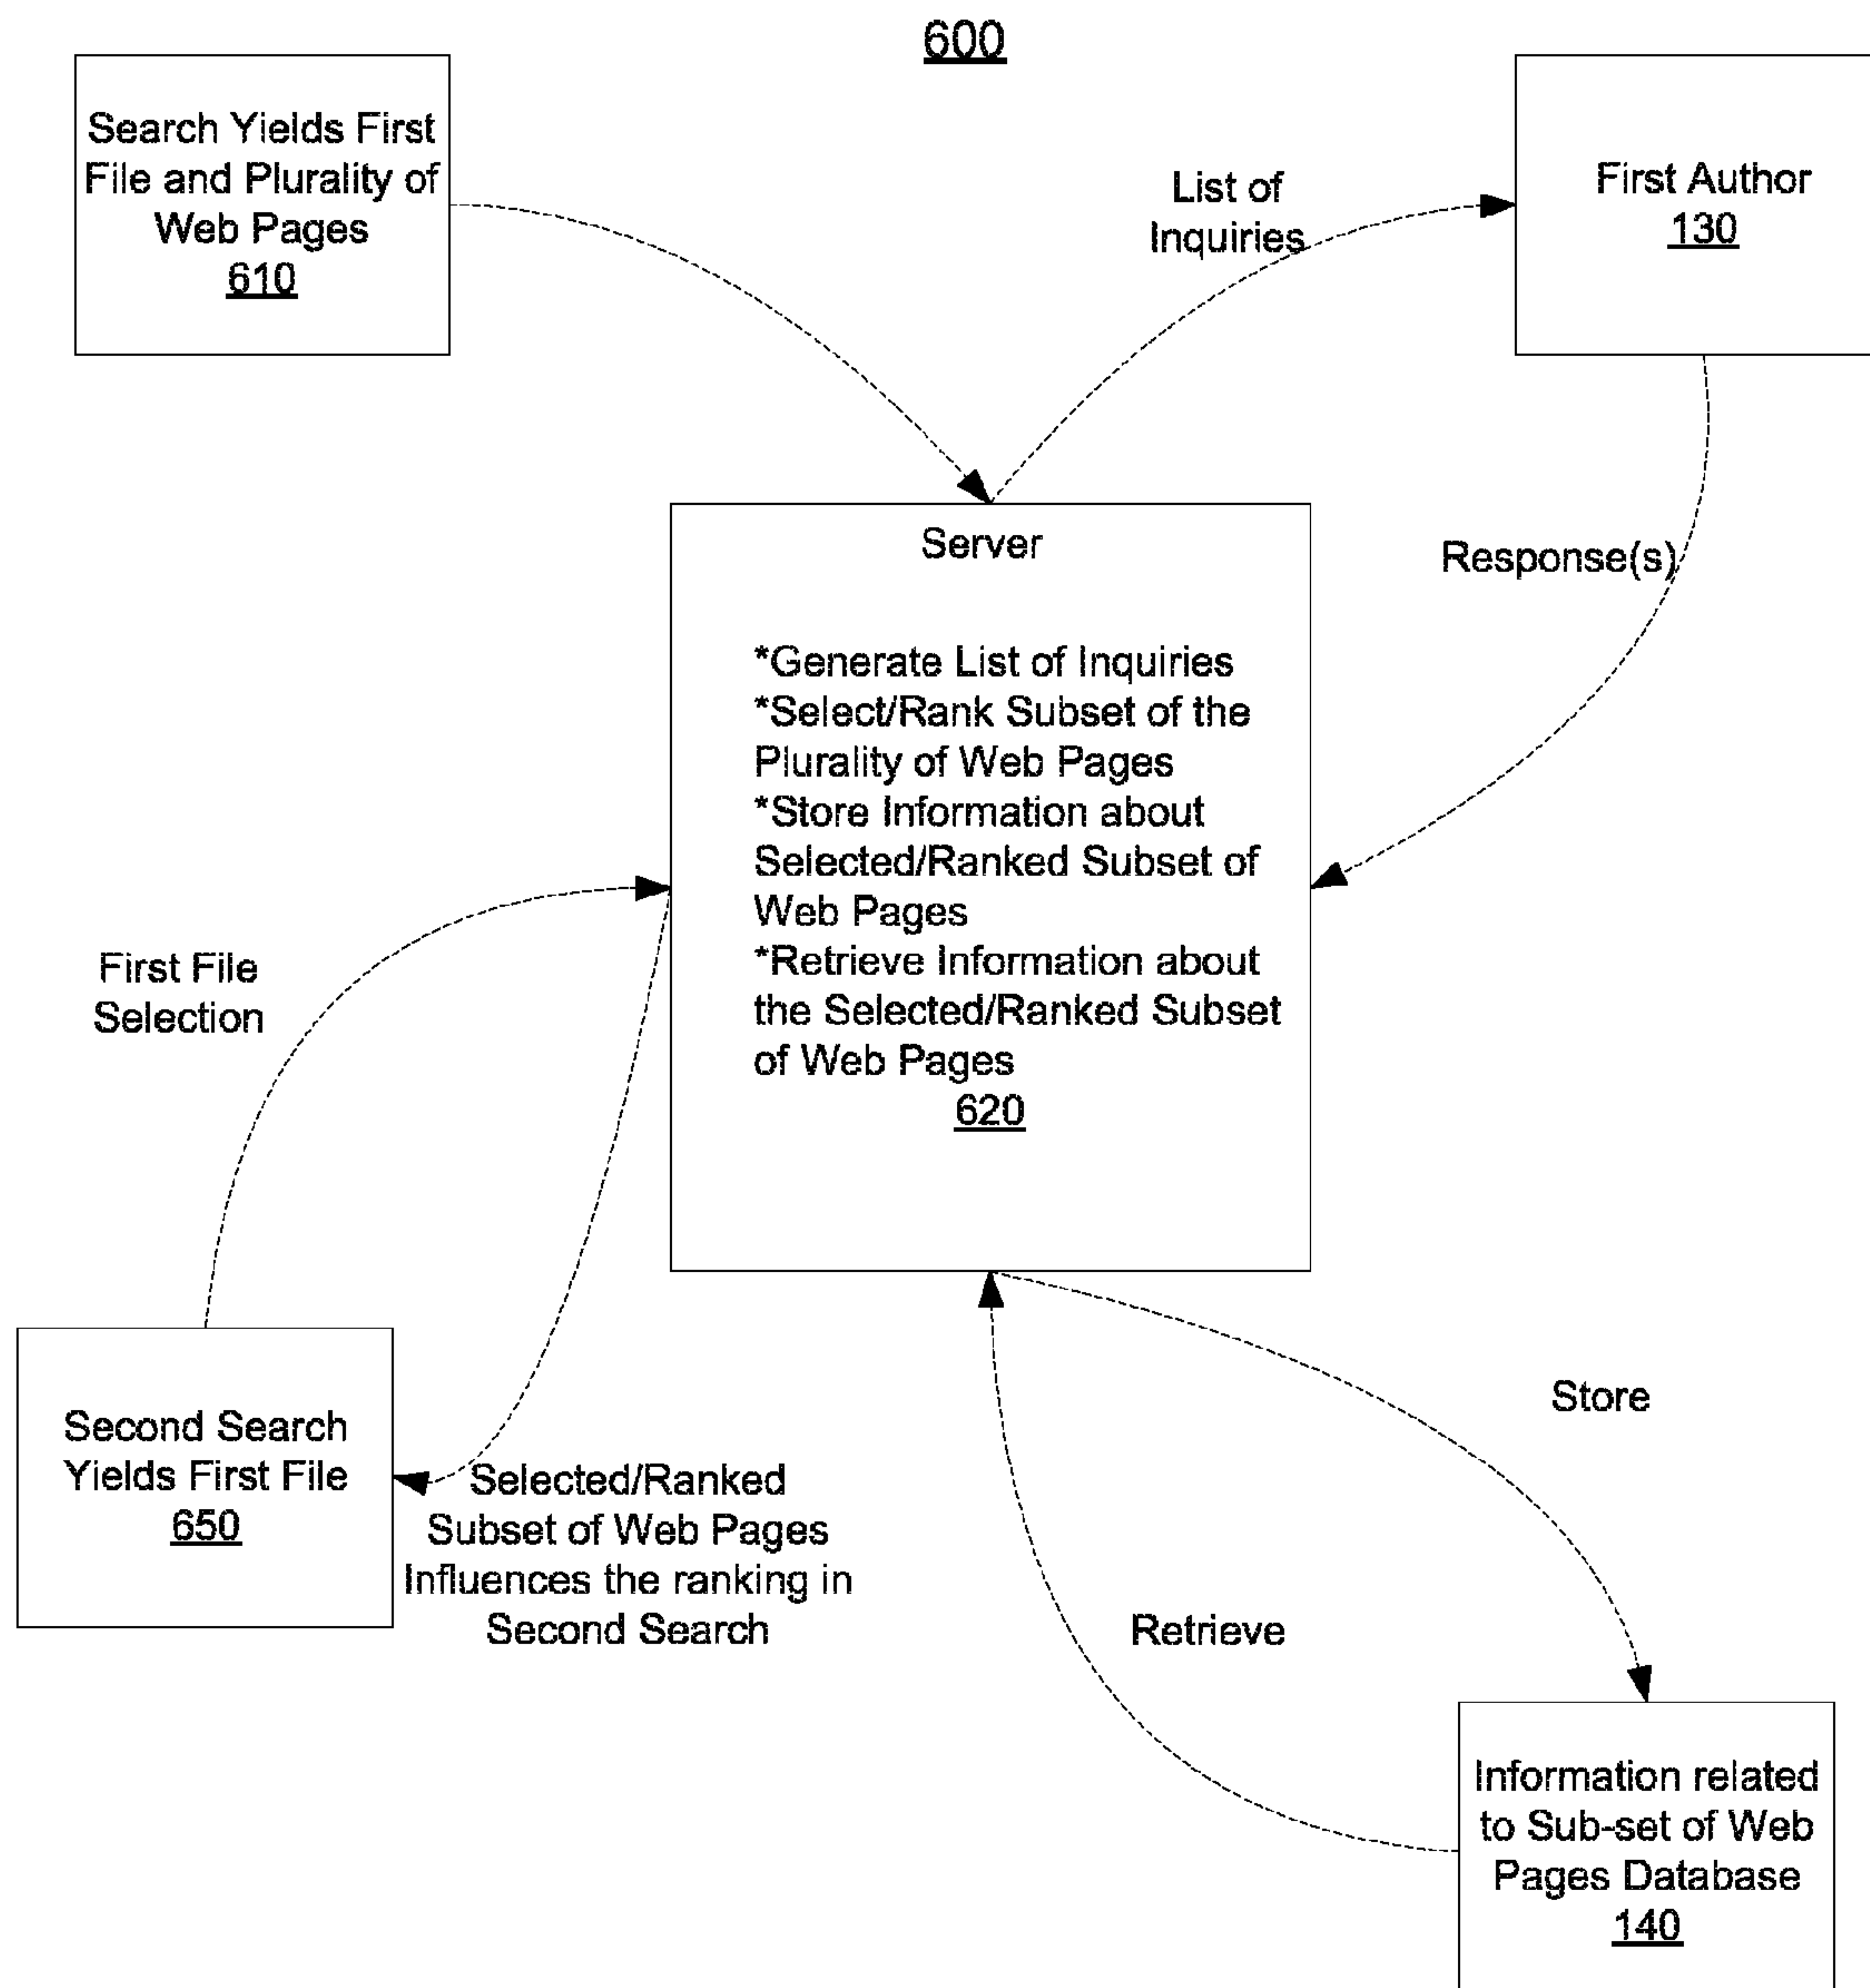 600
Search Yields First
File and Plurality of
Web Pages
610
List of
Inquiries
First Author
130
Response(s)
Server
*Generate List of Inquiries
*Select/Rank Subset of the
Plurality of Web Pages
*Store Information about
Selected/Ranked Subset of
Web Pages
*Retrieve Information about
the Selected/Ranked Subset
of Web Pages
620
First File
Selection
Second Search
Yields First File
650
Selected/Ranked
Subset of Web Pages
Influences the ranking in
Second Search
Store
Retrieve
Information related
to Sub-set of Web
Pages Database
140